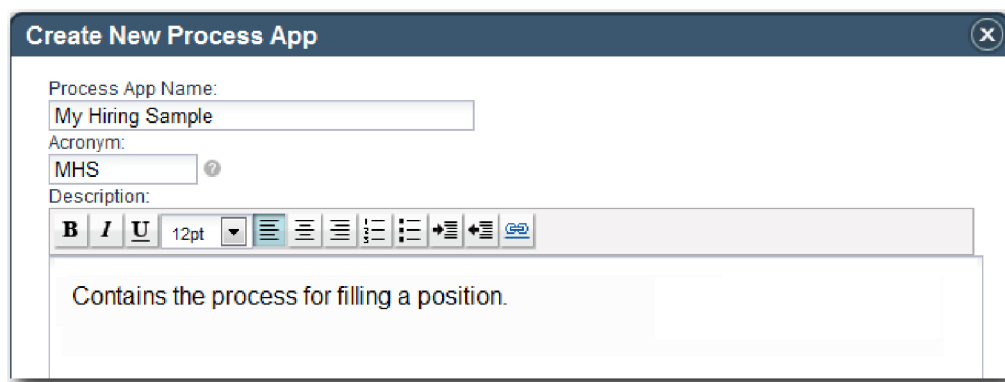 Create New Process App
Process App Name:
My Hiring Sample
Acronym:
MHS
Description:
B I U 12pt
Contains the process for filling a position.